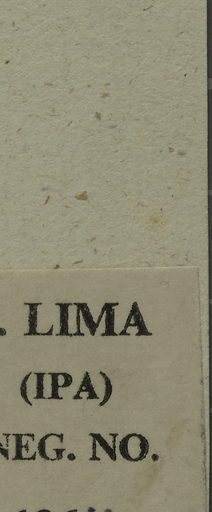 . LIMA
(IPA)
NEG. NO.